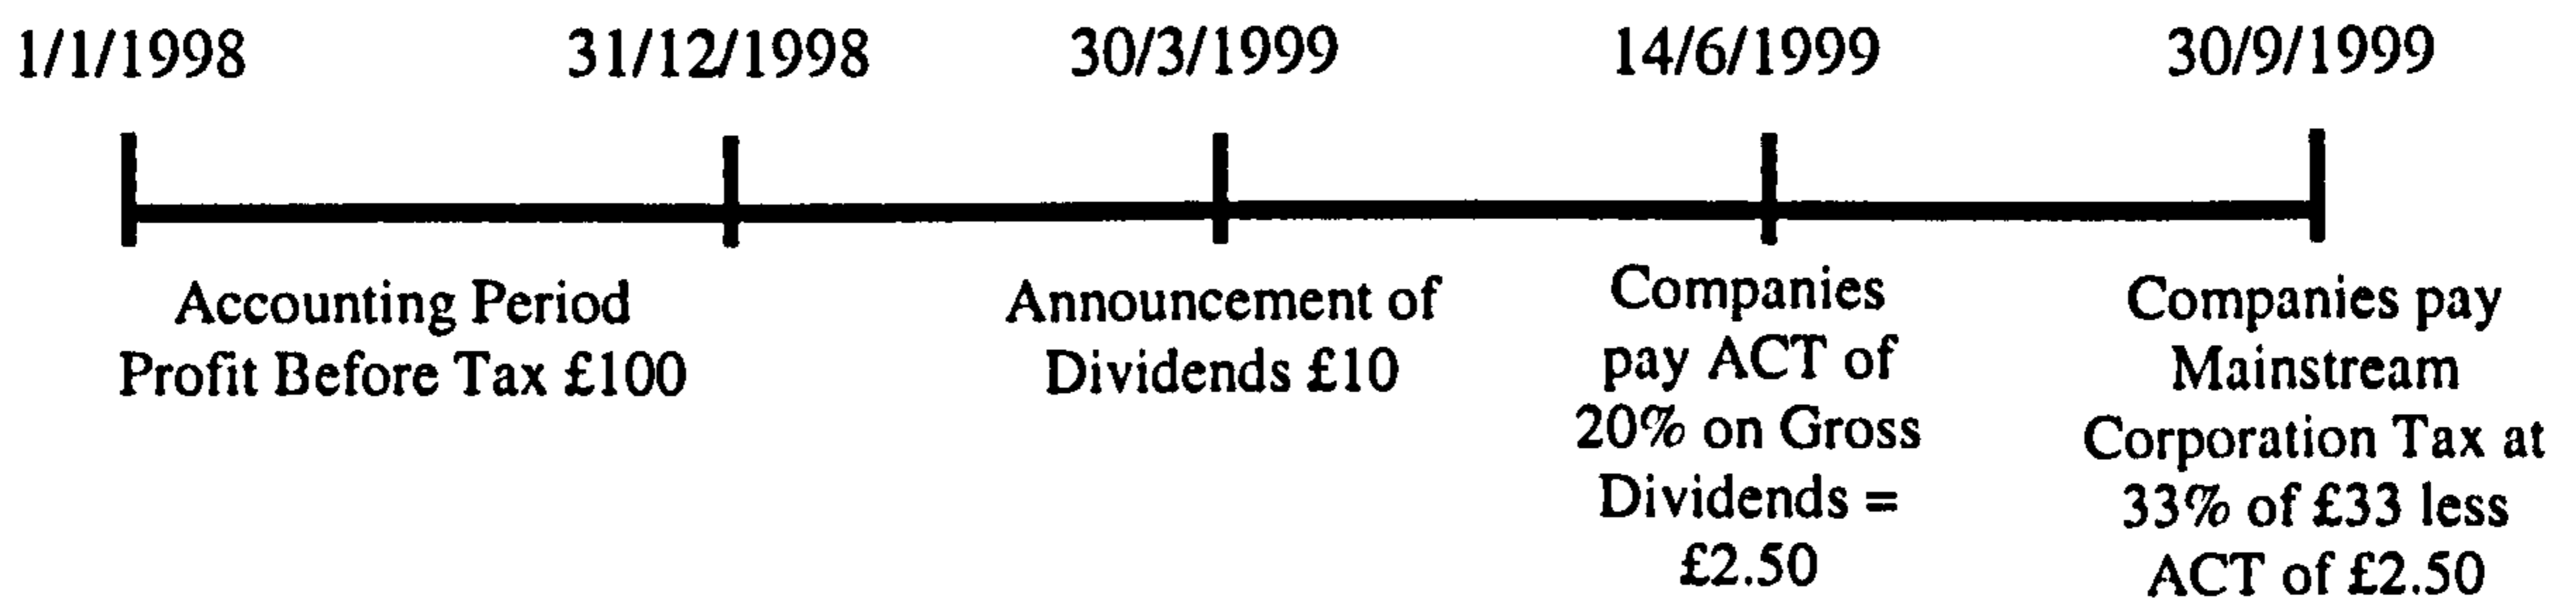 1/1/1998 31/12/1998 30/3/1999 14/6/1999 30/9/1999
Accounting Period
Profit Before Tax £100
Announcement of
Dividends £10
Companies
pay ACT of
20% on Gross
Dividends =
£2.50
Companies pay
Mainstream
Corporation Tax at
33% of £33 less
ACT of £2.50